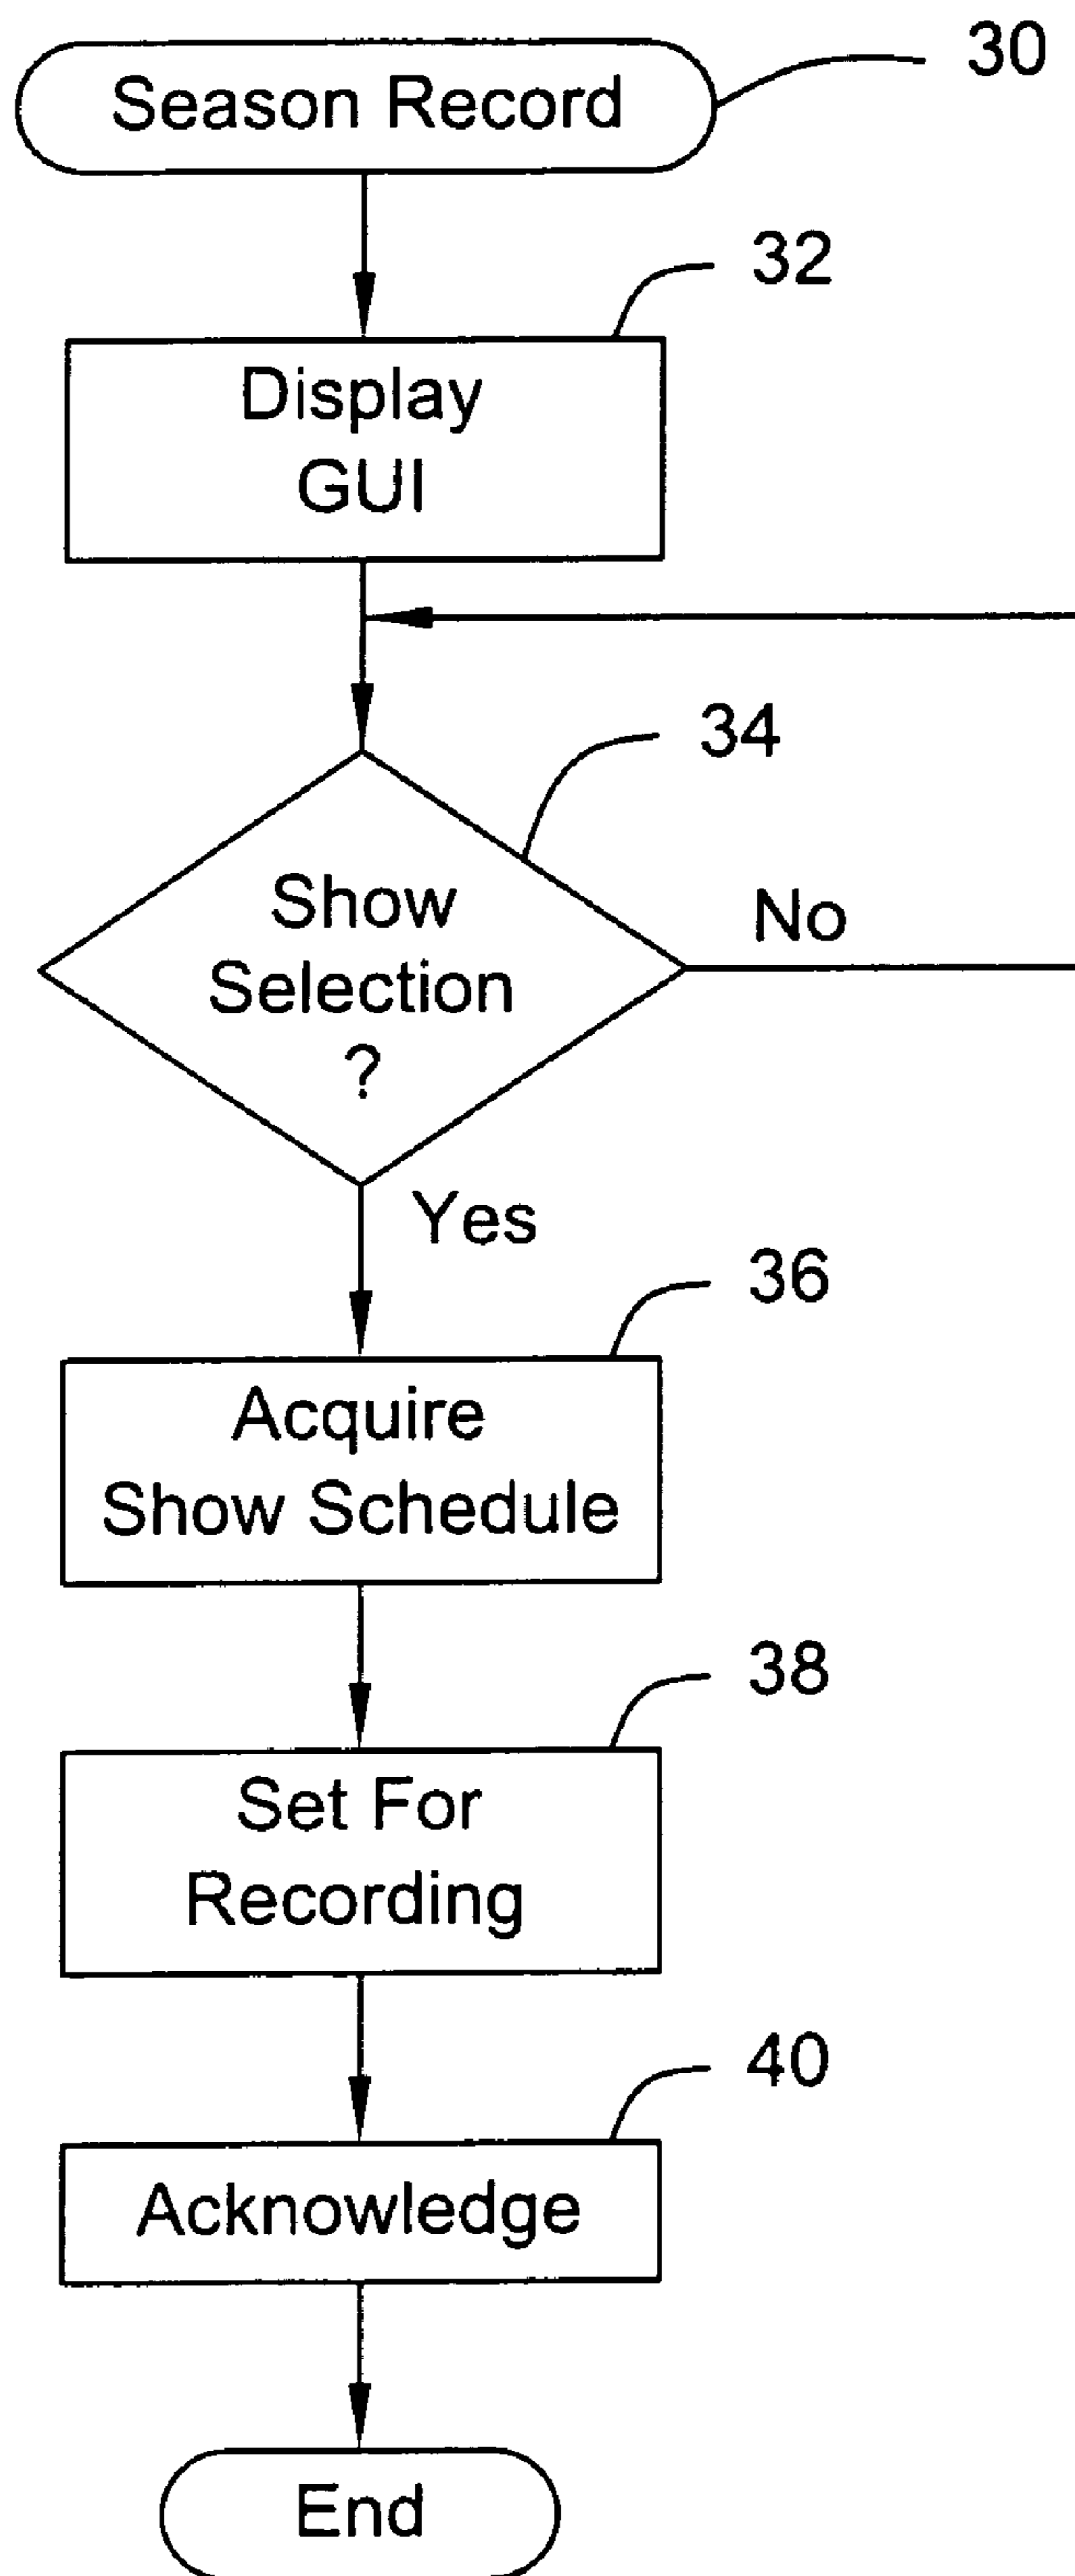 Season Record
30
32
Display
GUI
34
Show
Selection
?
No
Yes
36
Acquire
Show Schedule
38
Set For
Recording
40
Acknowledge
End